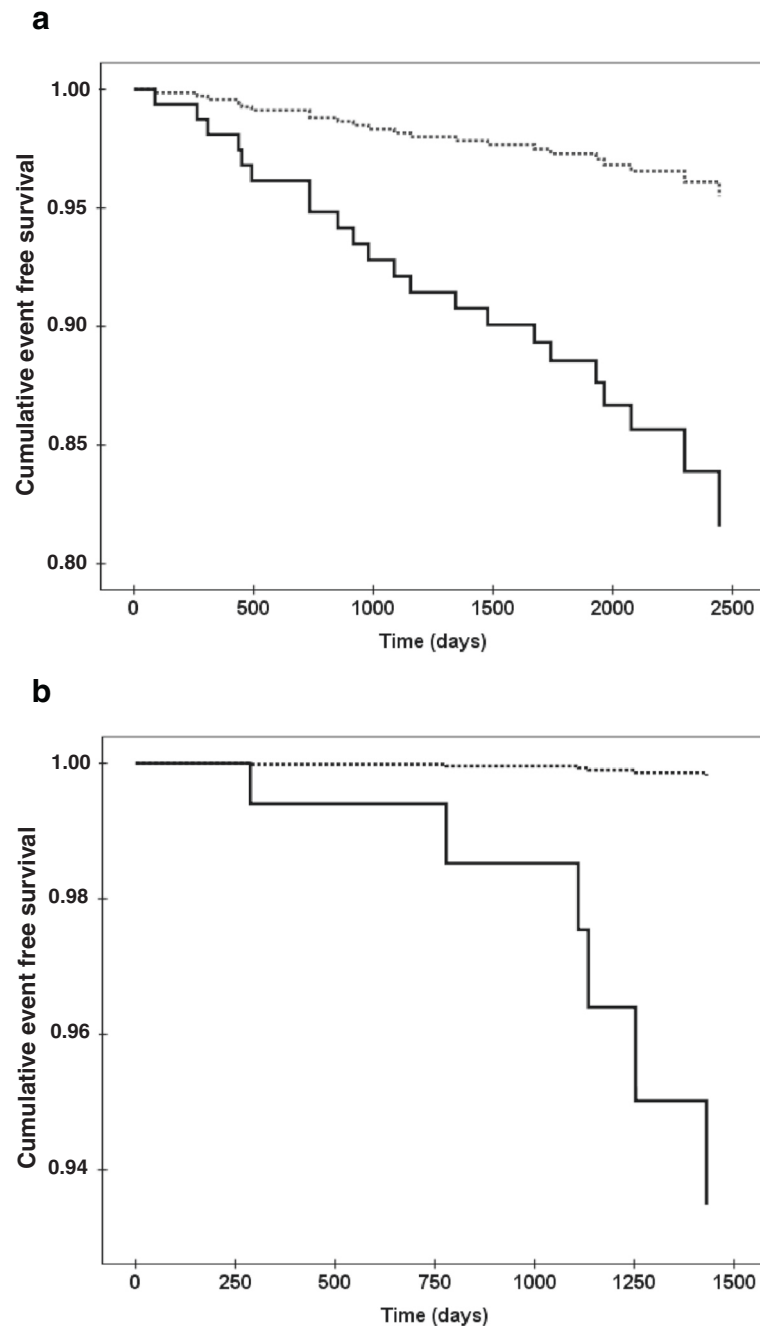 a
1.00
0.95
0.90
0.85
0.80
Cumulative event free survival
0 500 1000 1500 2000 2500
Time (days)
b
1.00
0.98
0.96
0.94
Cumulative event free survival
0 250 500 750 1000 1250 1500
Time (days)